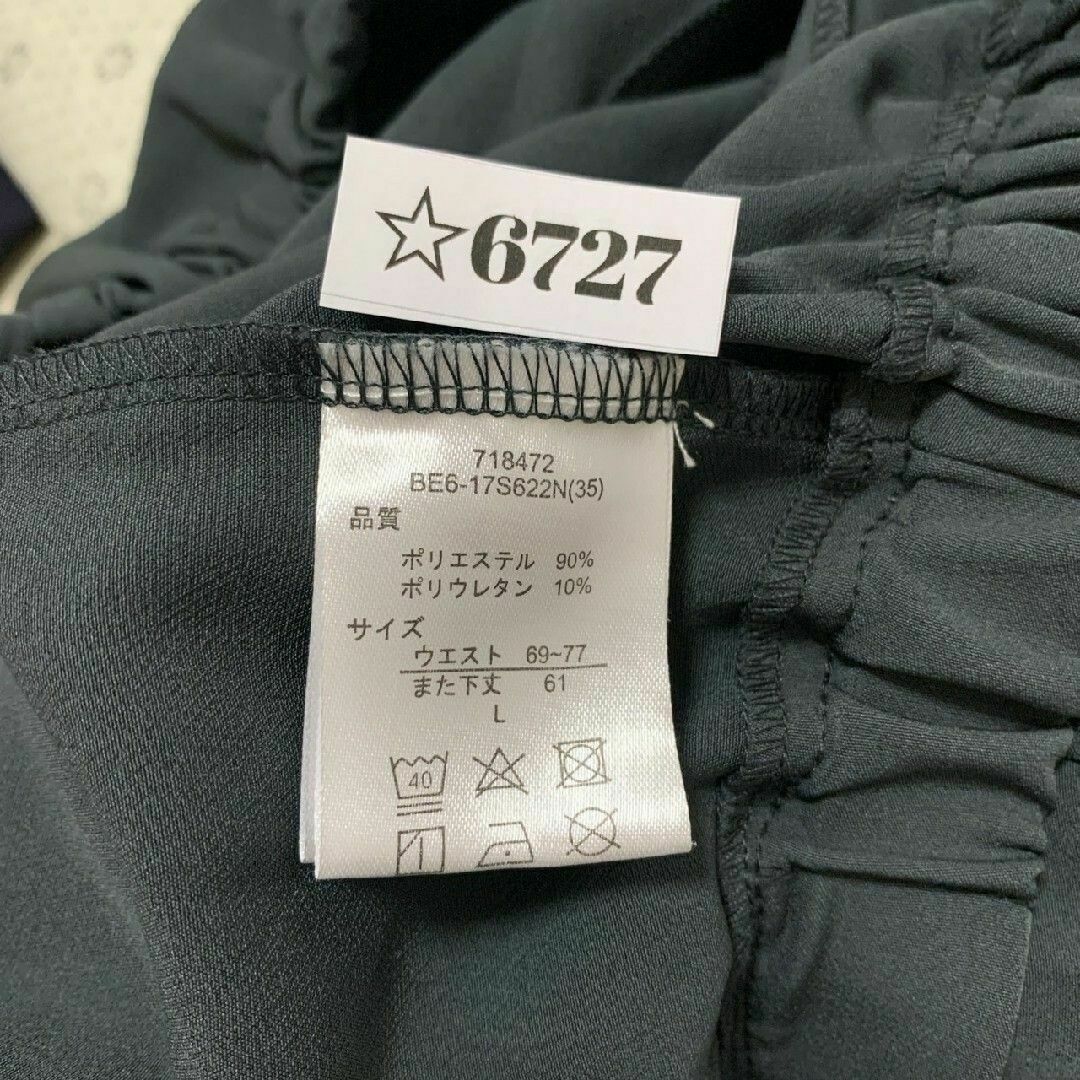 ☆6727
718472
BE6-17S622N(35)
品質
ポリエステル 90%
ポリウレタン 10%
サイズ
ウエスト 69~77
また下丈 61
L
40